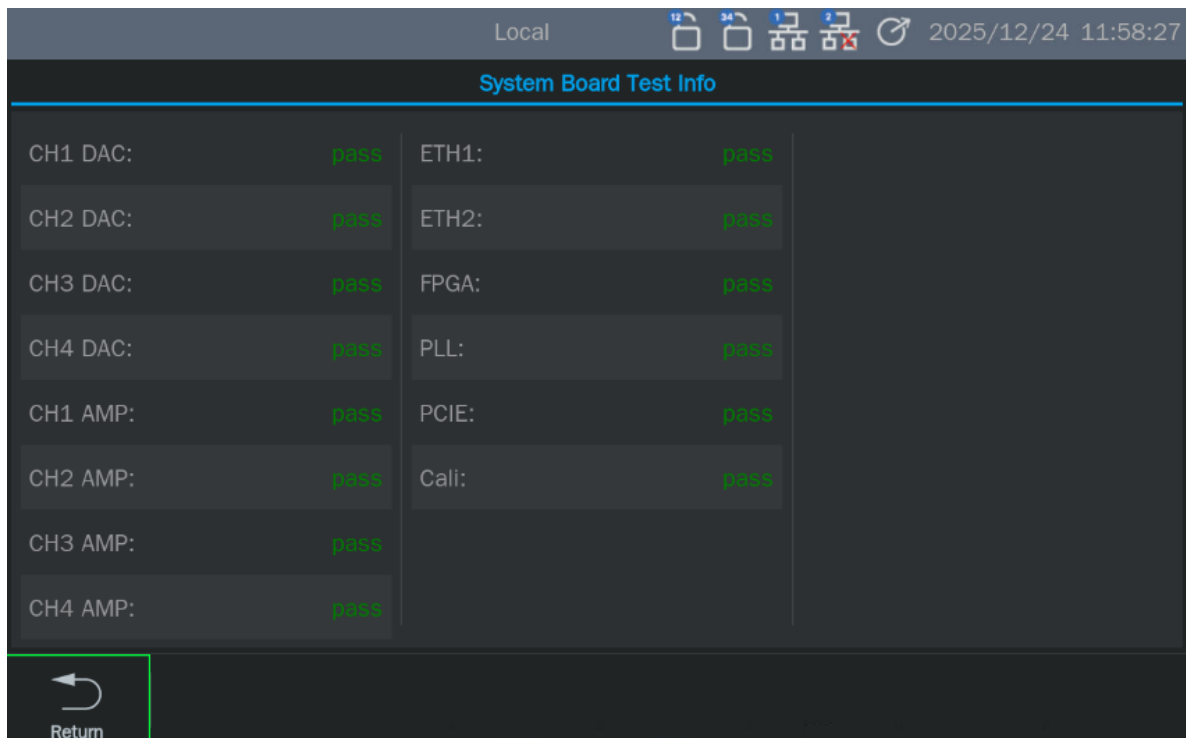 Local 12 34 1 2 2025/12/24 11:58:27
System Board Test Info
CH1 DAC: pass
CH2 DAC: pass
CH3 DAC: pass
CH4 DAC: pass
CH1 AMP: pass
CH2 AMP: pass
CH3 AMP: pass
CH4 AMP: pass
ETH1: pass
ETH2: pass
FPGA: pass
PLL: pass
PCIE: pass
Cali: pass
Return